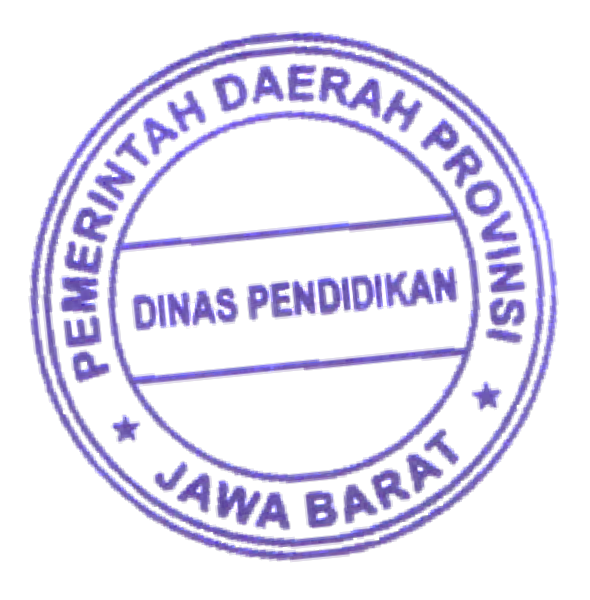 PEMERINTAH DAERAH PROVINSI
DINAS PENDIDIKAN
JAWA BARAT